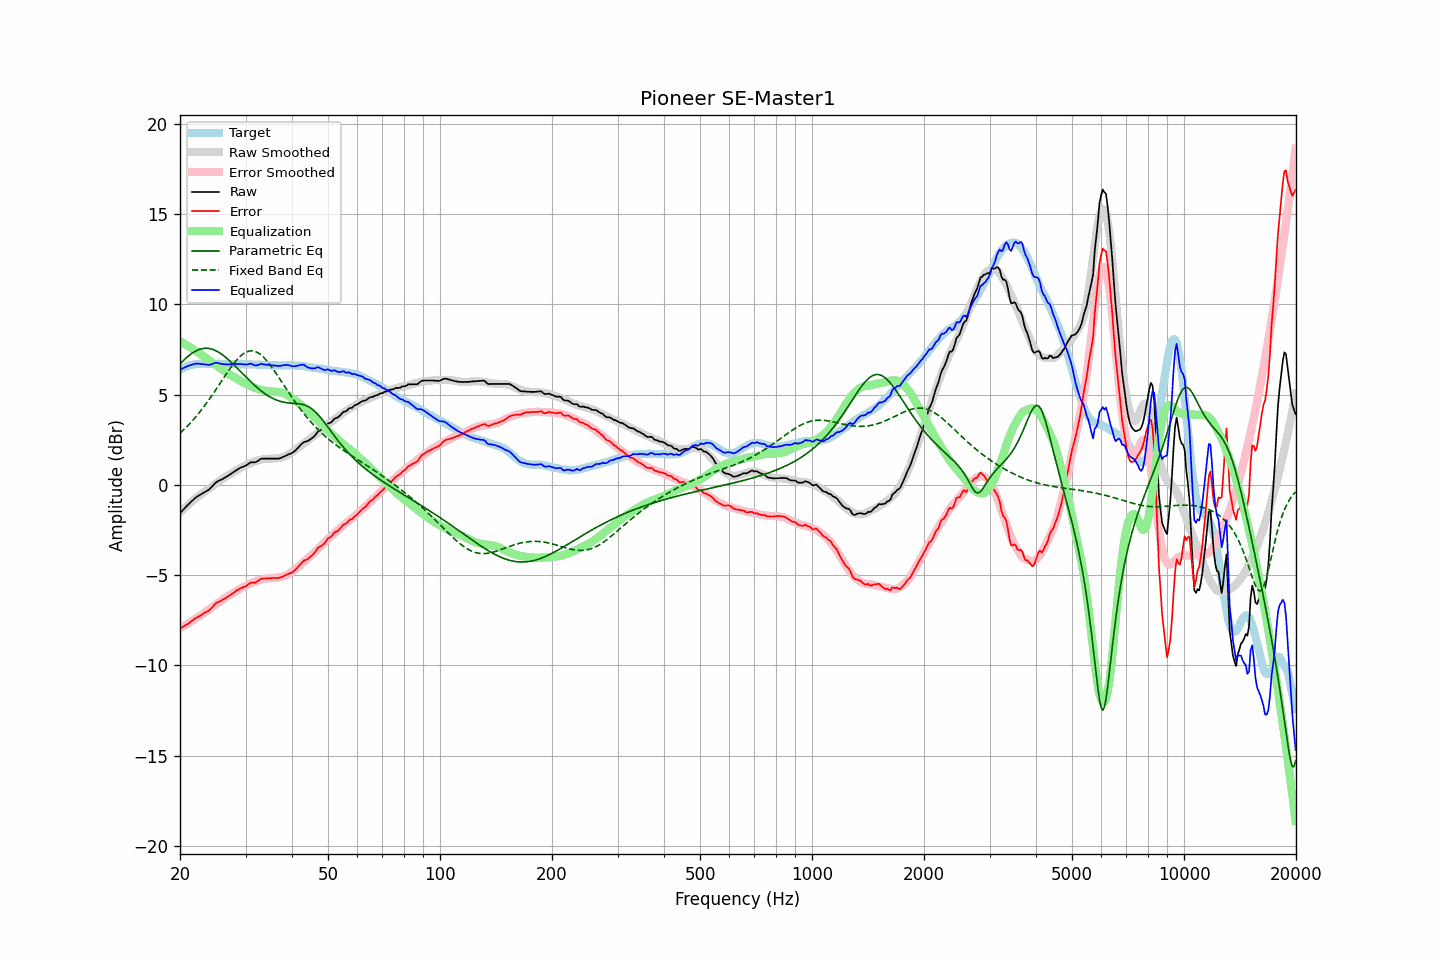 Pioneer SE-Master1
Target
Raw Smoothed
Error Smoothed
Raw
Error
Equalization
Parametric Eq
Fixed Band Eq
Equalized
Amplitude (dBr)
20
15
10
5
0
−5
−10
−15
−20
20 50 100 200 500 1000 2000 5000 10000 20000
Frequency (Hz)